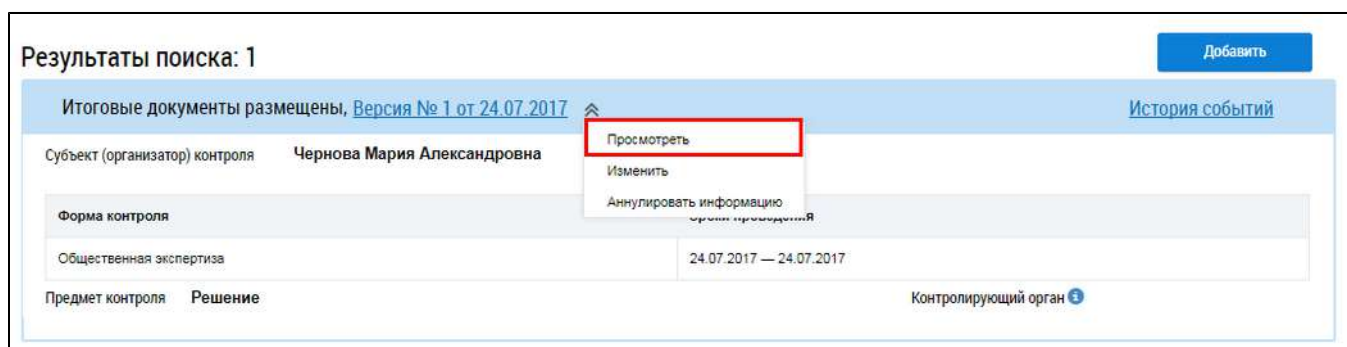 Результаты поиска: 1
Добавить
Итоговые документы размещены, Версия № 1 от 24.07.2017
История событий
Просмотреть
Субъект (организатор) контроля Чернова Мария Александровна
Изменить
Аннулировать информацию
Форма контроля
Сроки проведения
Общественная экспертиза
24.07.2017 — 24.07.2017
Предмет контроля Решение
Контролирующий орган